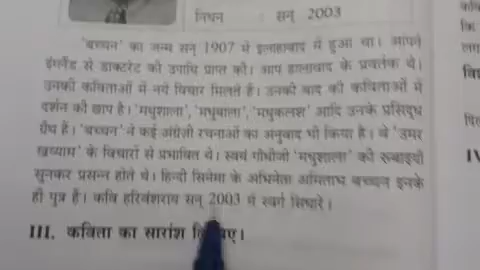 निधन : सन् 2003
'बच्चन' का जन्म सन् 1907 में इलाहाबाद में हुआ था। आपने
इंग्लैंड से डाक्टरेट की उपाधि प्राप्त की। आप हालावाद के प्रवर्तक थे।
उनकी कविताओं में नये विचार मिलते हैं। उनकी बाद की कविताओं में
दर्शन की छाप है। 'मधुशाला', 'मधुबाला', 'मधुकलश' आदि उनके प्रसिद्ध
ग्रंथ हैं। 'बच्चन' ने कई अंग्रेज़ी रचनाओं का अनुवाद भी किया है। वे 'उमर
खय्याम' के विचारों से प्रभावित थे। स्वयं गाँधीजी 'मधुशाला' की रूबाइयाँ
सुनकर प्रसन्न होते थे। हिन्दी सिनेमा के अभिनेता अमिताभ बच्चन इनके
ही पुत्र हैं। कवि हरिवंशराय सन् 2003 में स्वर्ग सिधारे।
III. कविता का सारांश